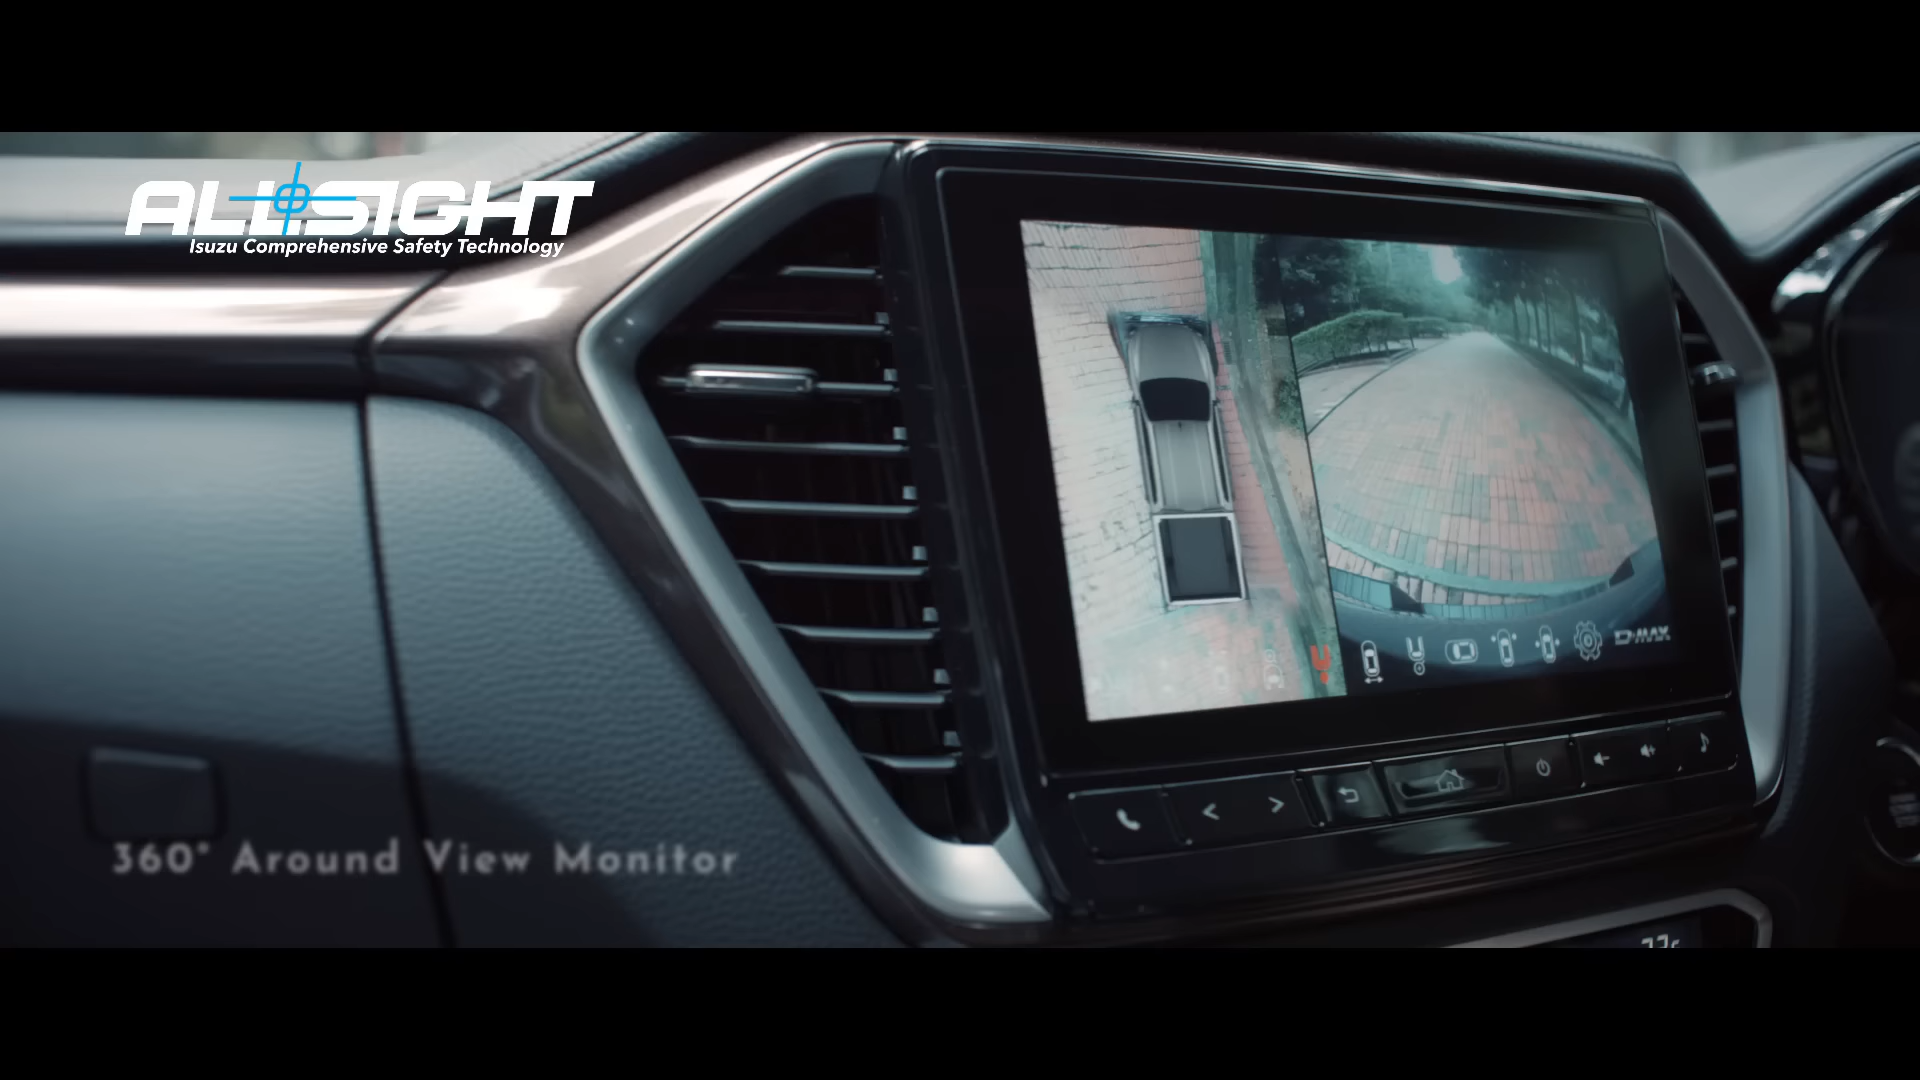 ALLSIGHT
Isuzu Comprehensive Safety Technology
D-MAX
360° Around View Monitor